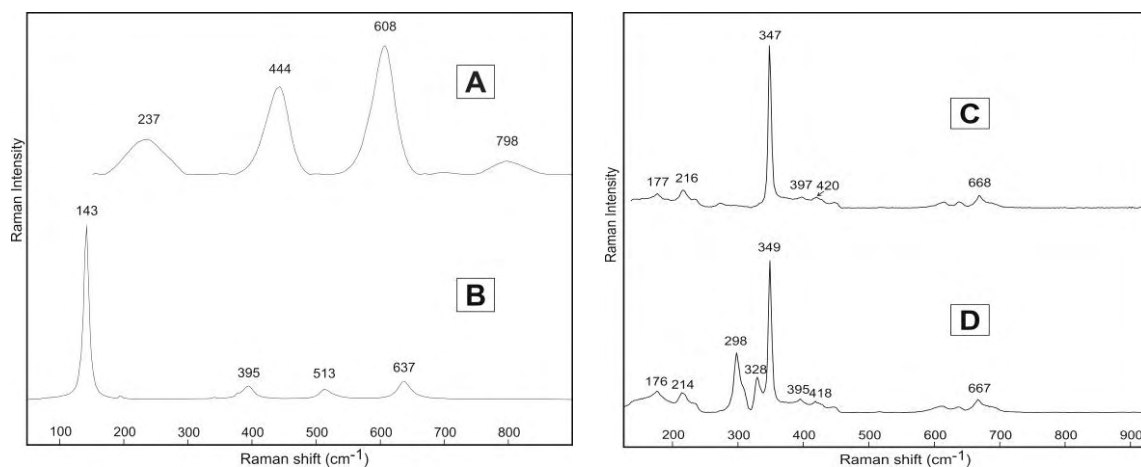 608
444
237
798
A
143
B
395
513
637
Raman Intensity
100 200 300 400 500 600 700 800
Raman shift (cm-1)
347
C
177
216
397
420
668
349
D
298
328
176
214
395
418
667
Raman Intensity
200 300 400 500 600 700 800 900
Raman shift (cm-1)